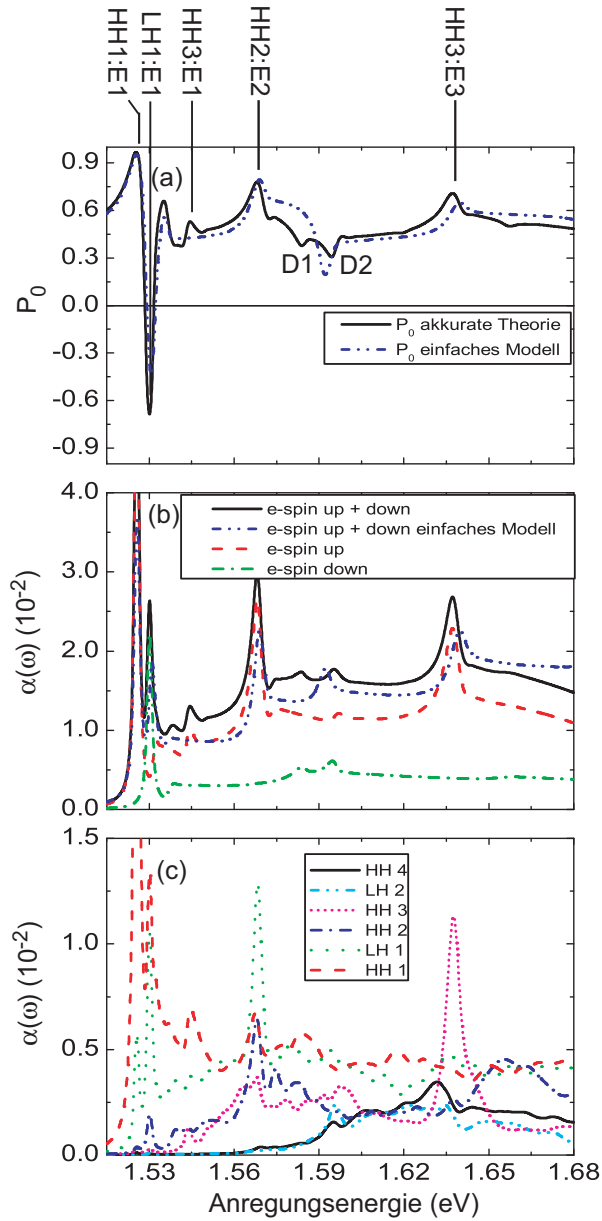 HH1:E1
LH1:E1
HH3:E1
HH2:E2
HH3:E3
0.9
0.6
0.3
0.0
-0.3
-0.6
-0.9
P0
(a)
D1
D2
P0 akkurate Theorie
P0 einfaches Modell
4.0
3.0
2.0
1.0
0.0
α(ω) (10-2)
(b)
e-spin up + down
e-spin up + down einfaches Modell
e-spin up
e-spin down
1.5
1.0
0.5
0.0
α(ω) (10-2)
(c)
HH 4
LH 2
HH 3
HH 2
LH 1
HH 1
1.53
1.56
1.59
1.62
1.65
1.68
Anregungsenergie (eV)